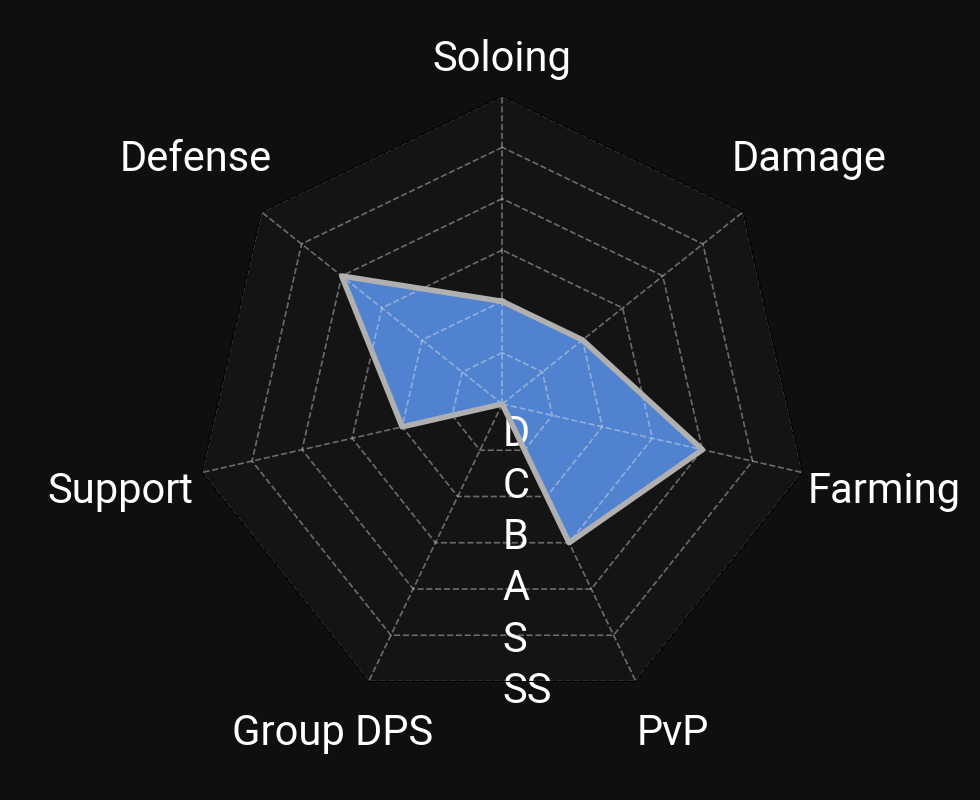 Soloing
Defense
Damage
D
C
Support
Farming
B
A
S
SS
Group DPS
PvP